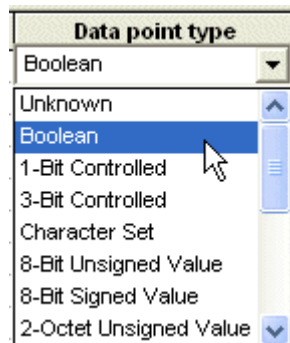 Data point type
Boolean
Unknown
Boolean
1-Bit Controlled
3-Bit Controlled
Character Set
8-Bit Unsigned Value
8-Bit Signed Value
2-Octet Unsigned Value